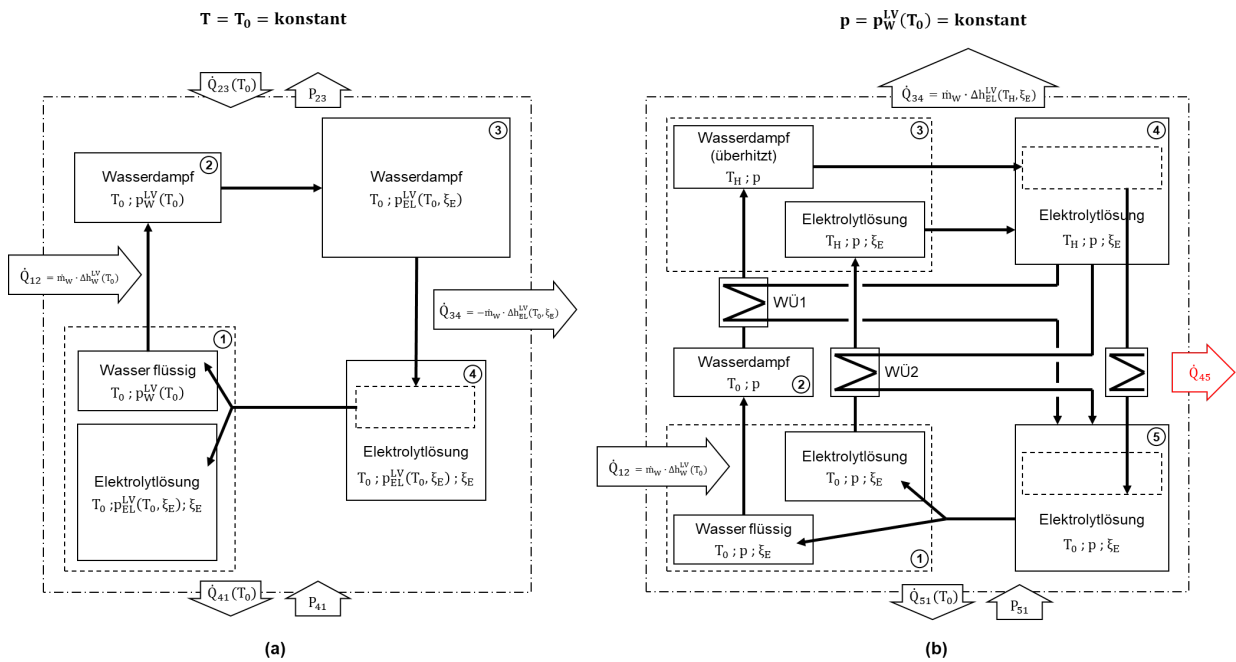 T = T₀ = konstant
Q̇₂₃(T₀)
P₂₃
③
②
Wasserdampf
T₀ ; p_W^LV(T₀)
Wasserdampf
T₀ ; p_EL^LV(T₀, ξ_E)
Q̇₁₂ = ṁ_W · Δh_W^LV(T₀)
Q̇₃₄ = −ṁ_W · Δh_EL^LV(T₀, ξ_E)
①
Wasser flüssig
T₀ ; p_W^LV(T₀)
④
Elektrolytlösung
T₀ ; p_EL^LV(T₀, ξ_E) ; ξ_E
Elektrolytlösung
T₀ ;p_EL^LV(T₀, ξ_E); ξ_E
Q̇₄₁(T₀)
P₄₁
(a)
p = p_W^LV(T₀) = konstant
Q̇₃₄ = ṁ_W · Δh_EL^LV(T_H, ξ_E)
③
④
Wasserdampf
(überhitzt)
T_H ; p
Elektrolytlösung
T_H ; p ; ξ_E
Elektrolytlösung
T_H ; p ; ξ_E
WÜ1
Wasserdampf
T₀ ; p
②
WÜ2
Q̇₄₅
Q̇₁₂ = ṁ_W · Δh_W^LV(T₀)
⑤
Elektrolytlösung
T₀ ; p ; ξ_E
Elektrolytlösung
T₀ ; p ; ξ_E
Wasser flüssig
T₀ ; p ; ξ_E
①
Q̇₅₁(T₀)
P₅₁
(b)